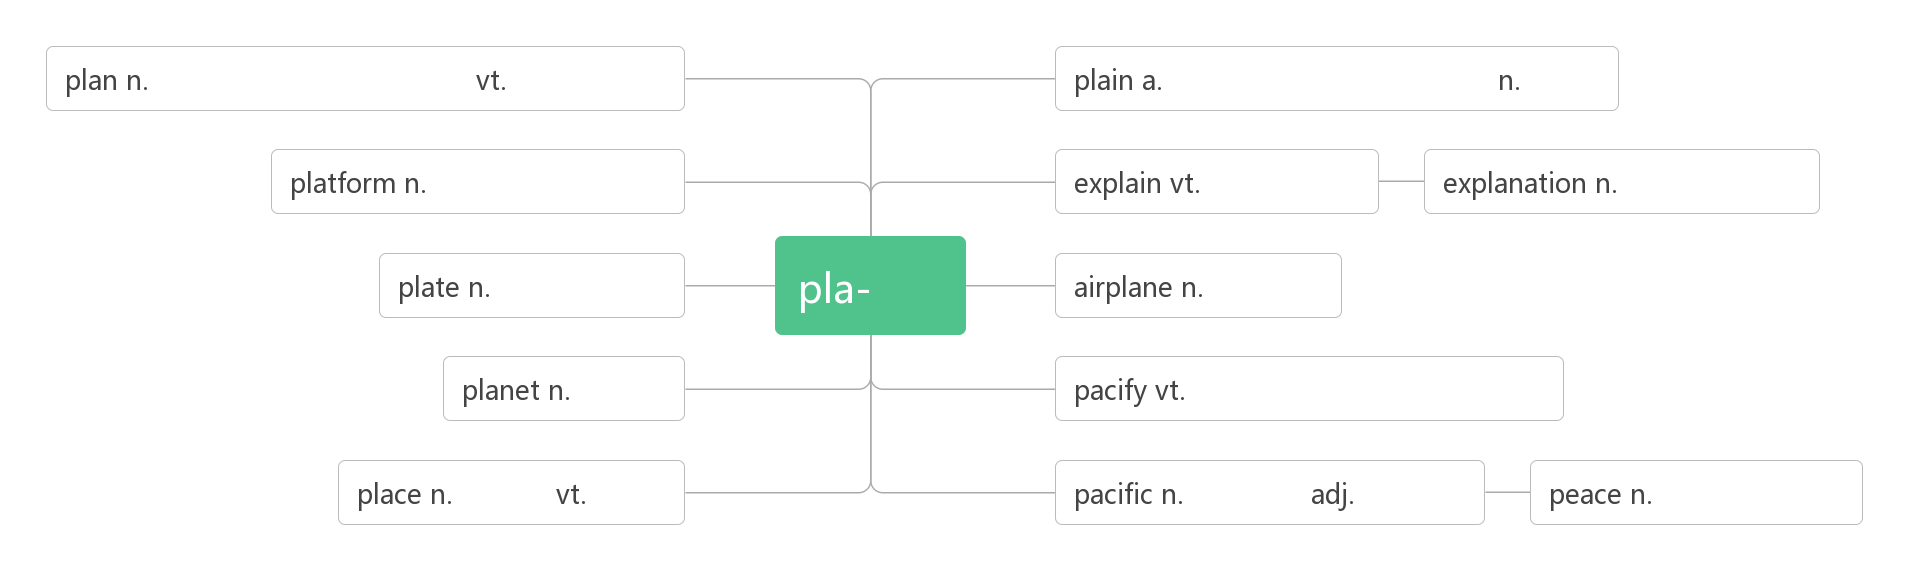 plan n. vt.
platform n.
plate n.
planet n.
place n. vt.
pla-
plain a. n.
explain vt.
explanation n.
airplane n.
pacify vt.
pacific n. adj.
peace n.